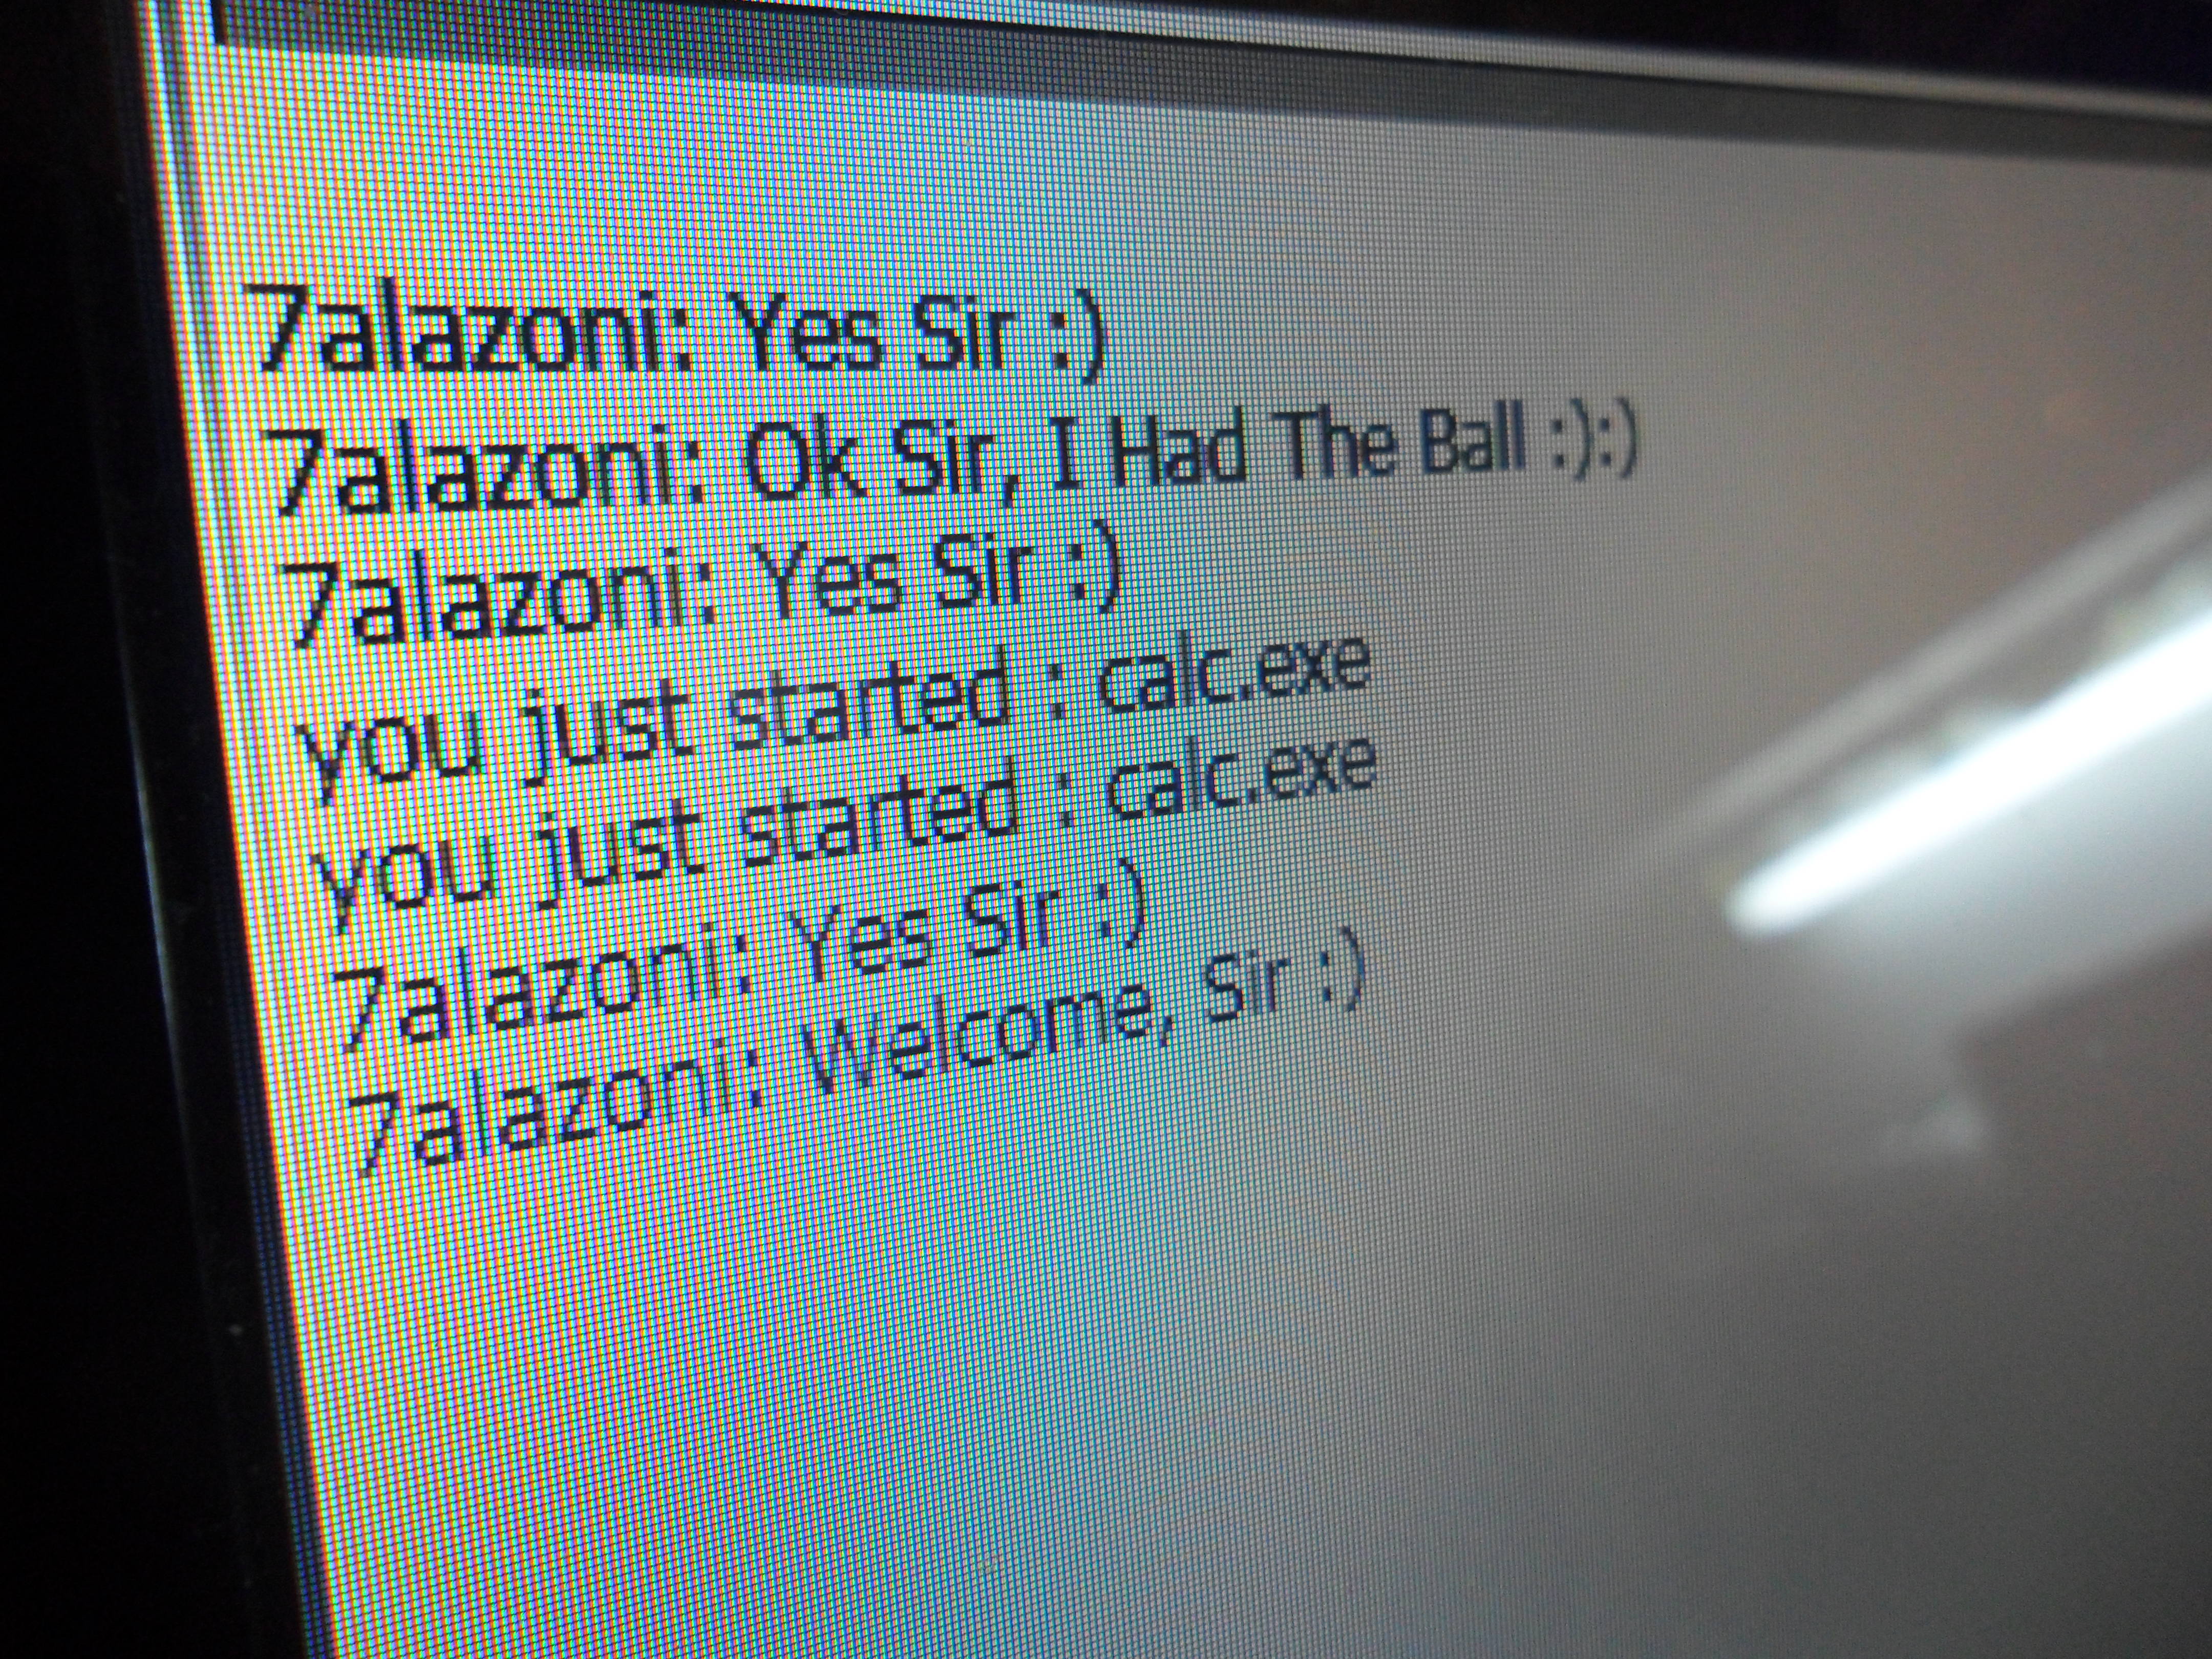 7alazoni: Yes Sir :)
7alazoni: Ok Sir, I Had The Ball :):)
7alazoni: Yes Sir :)
you just started : calc.exe
you just started : calc.exe
7alazoni: Yes Sir :)
7alazoni: Welcome, Sir :)